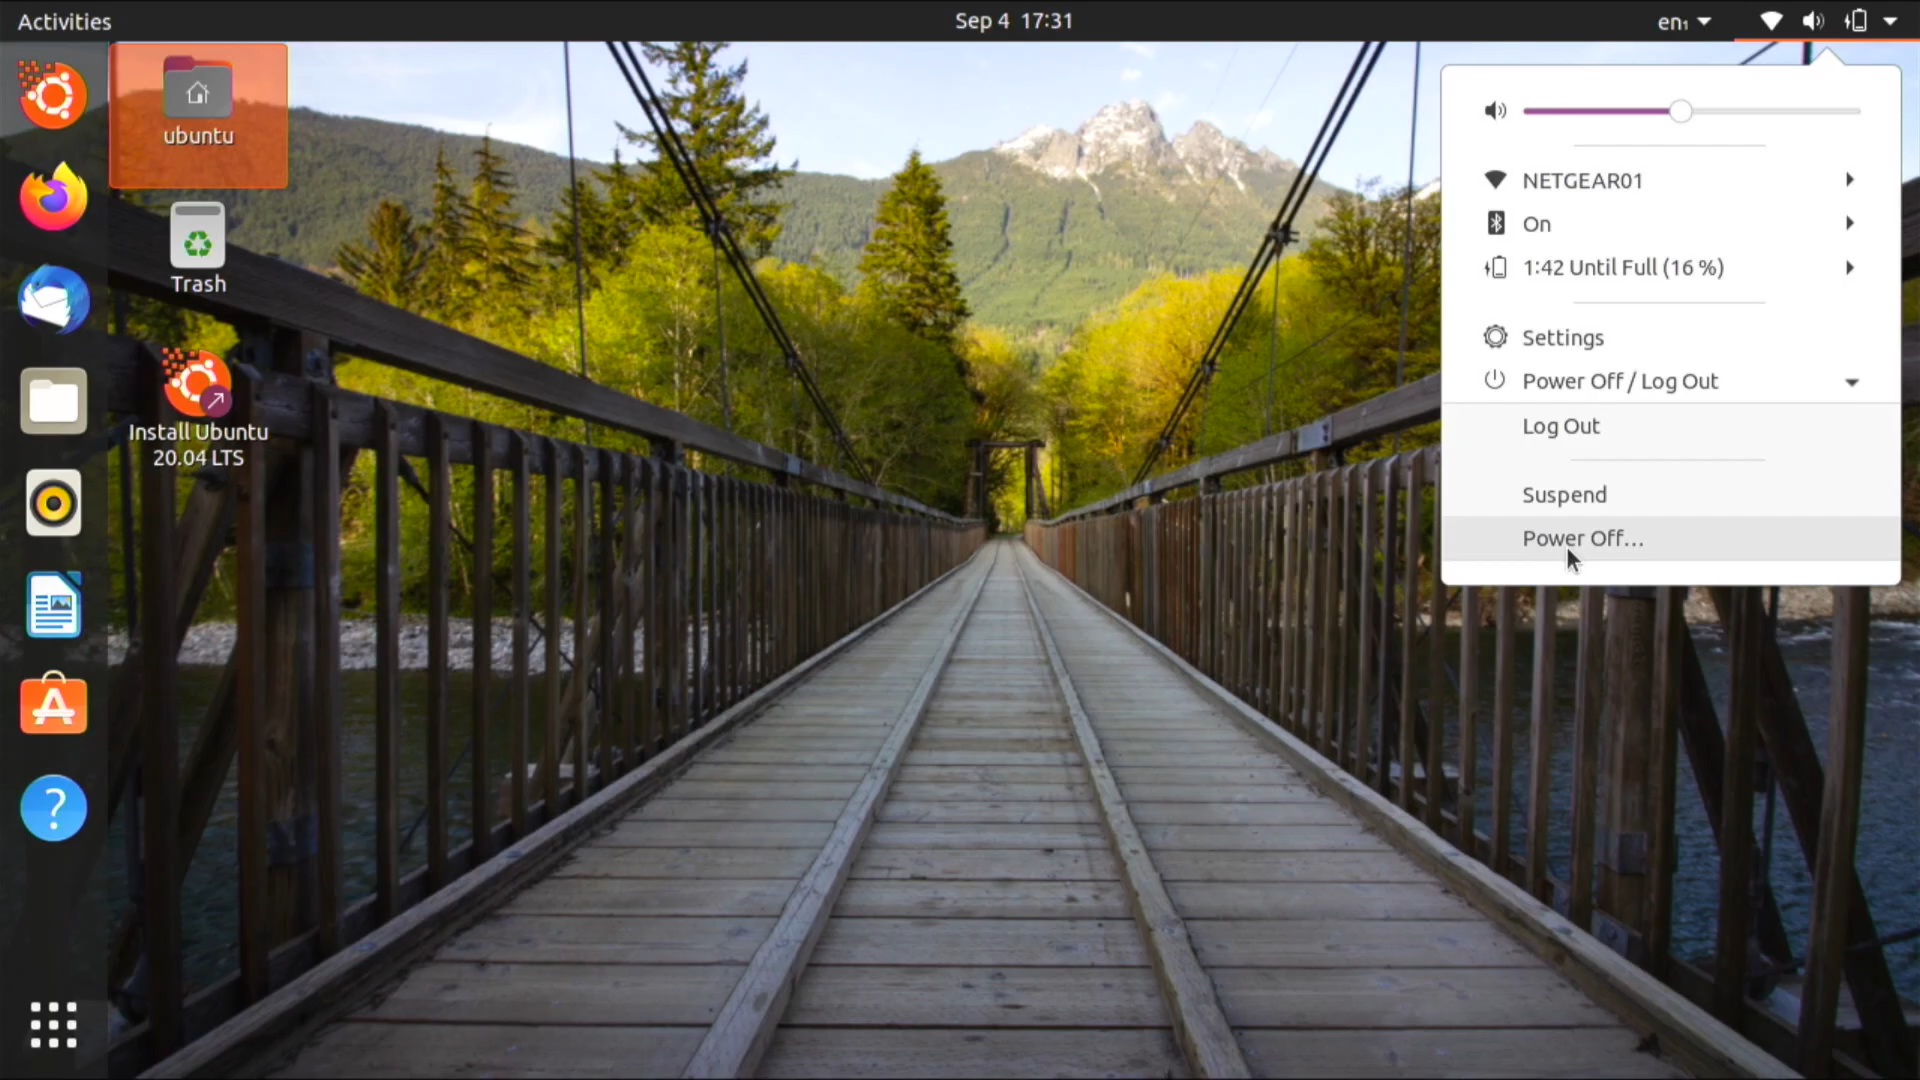 Activities
Sep 4 17:31
en₁
ubuntu
Trash
Install Ubuntu
20.04 LTS
NETGEAR01
On
1:42 Until Full (16 %)
Settings
Power Off / Log Out
Log Out
Suspend
Power Off...